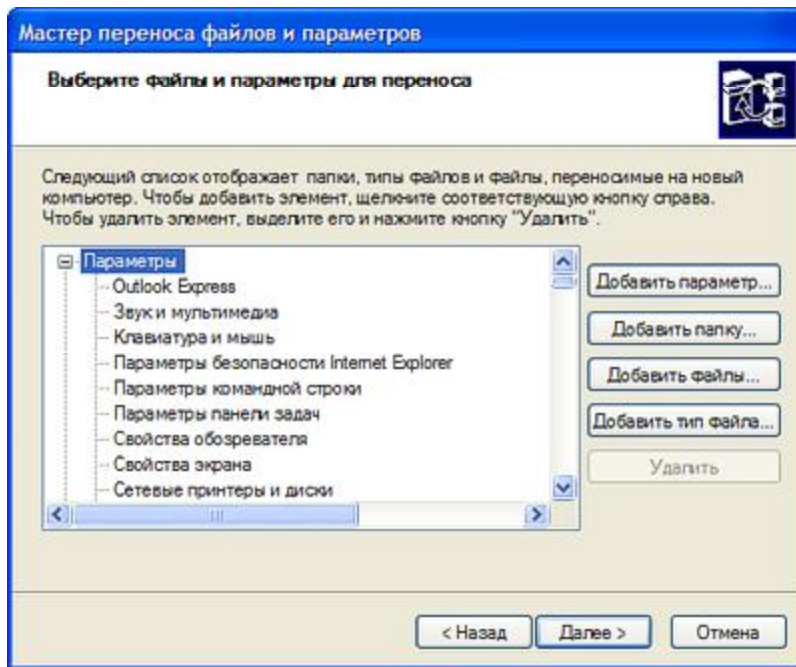 Мастер переноса файлов и параметров
Выберите файлы и параметры для переноса
Следующий список отображает папки, типы файлов и файлы, переносимые на новый
компьютер. Чтобы добавить элемент, щелкните соответствующую кнопку справа.
Чтобы удалить элемент, выделите его и нажмите кнопку "Удалить".
Параметры
Outlook Express
Звук и мультимедиа
Клавиатура и мышь
Параметры безопасности Internet Explorer
Параметры командной строки
Параметры панели задач
Свойства обозревателя
Свойства экрана
Сетевые принтеры и диски
Добавить параметр...
Добавить папку...
Добавить файлы...
Добавить тип файла...
Удалить
< Назад
Далее >
Отмена